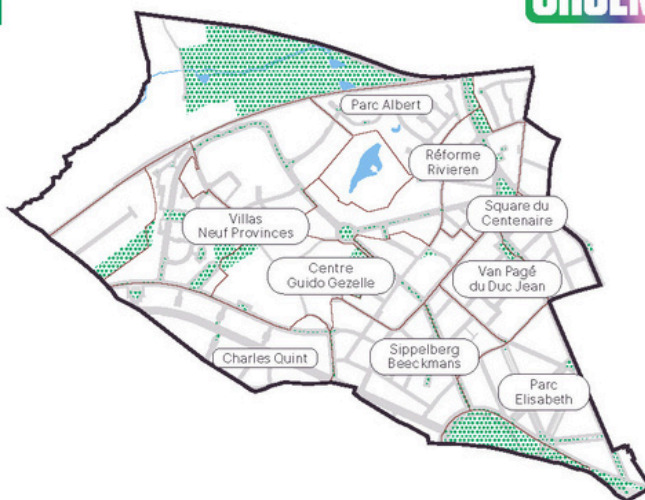 Parc Albert
Réforme
Rivieren
Square du
Centenaire
Villas
Neuf Provinces
Centre
Guido Gezelle
Van Pagé
du Duc Jean
Charles Quint
Sippelberg
Beeckmans
Parc
Elisabeth